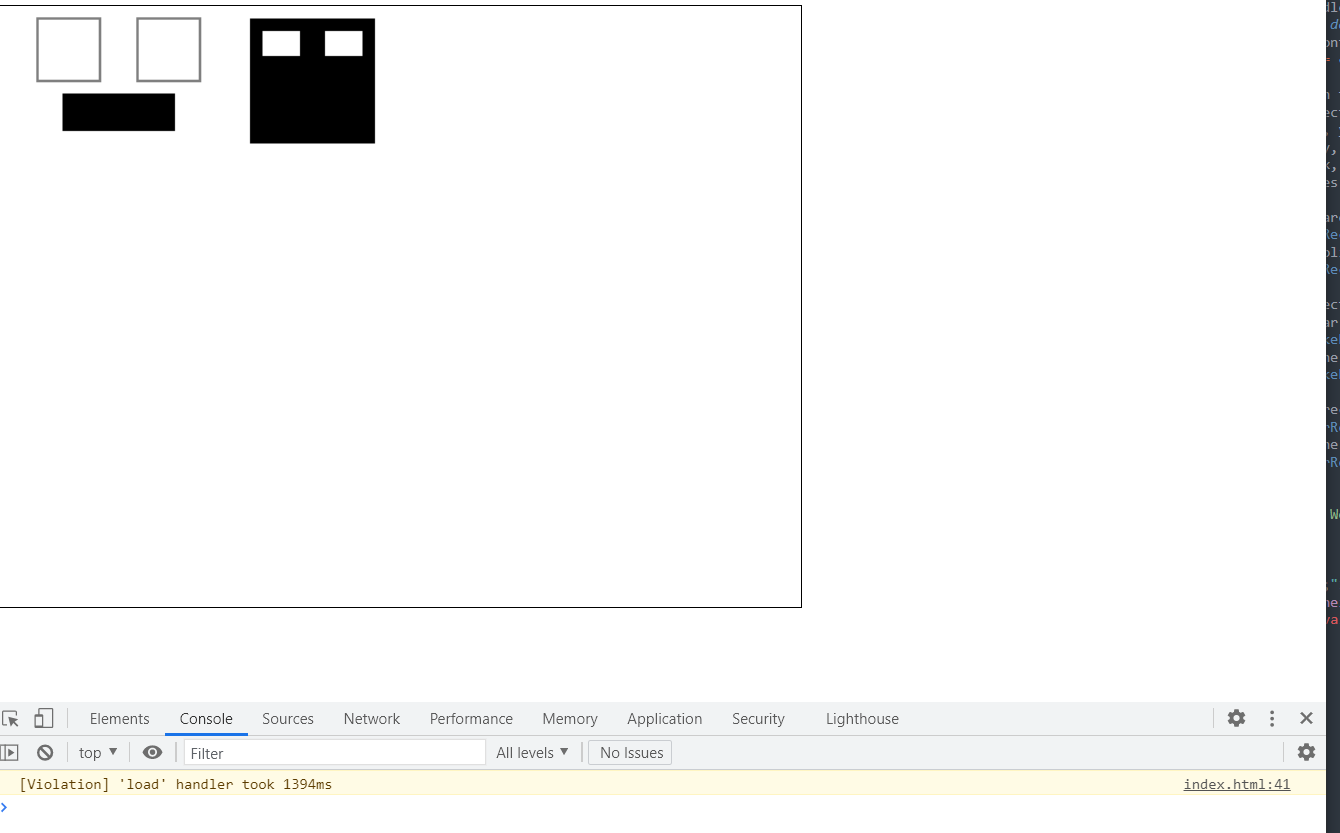 Elements Console Sources Network Performance Memory Application Security Lighthouse
top Filter All levels No Issues
[Violation] 'load' handler took 1394ms index.html:41